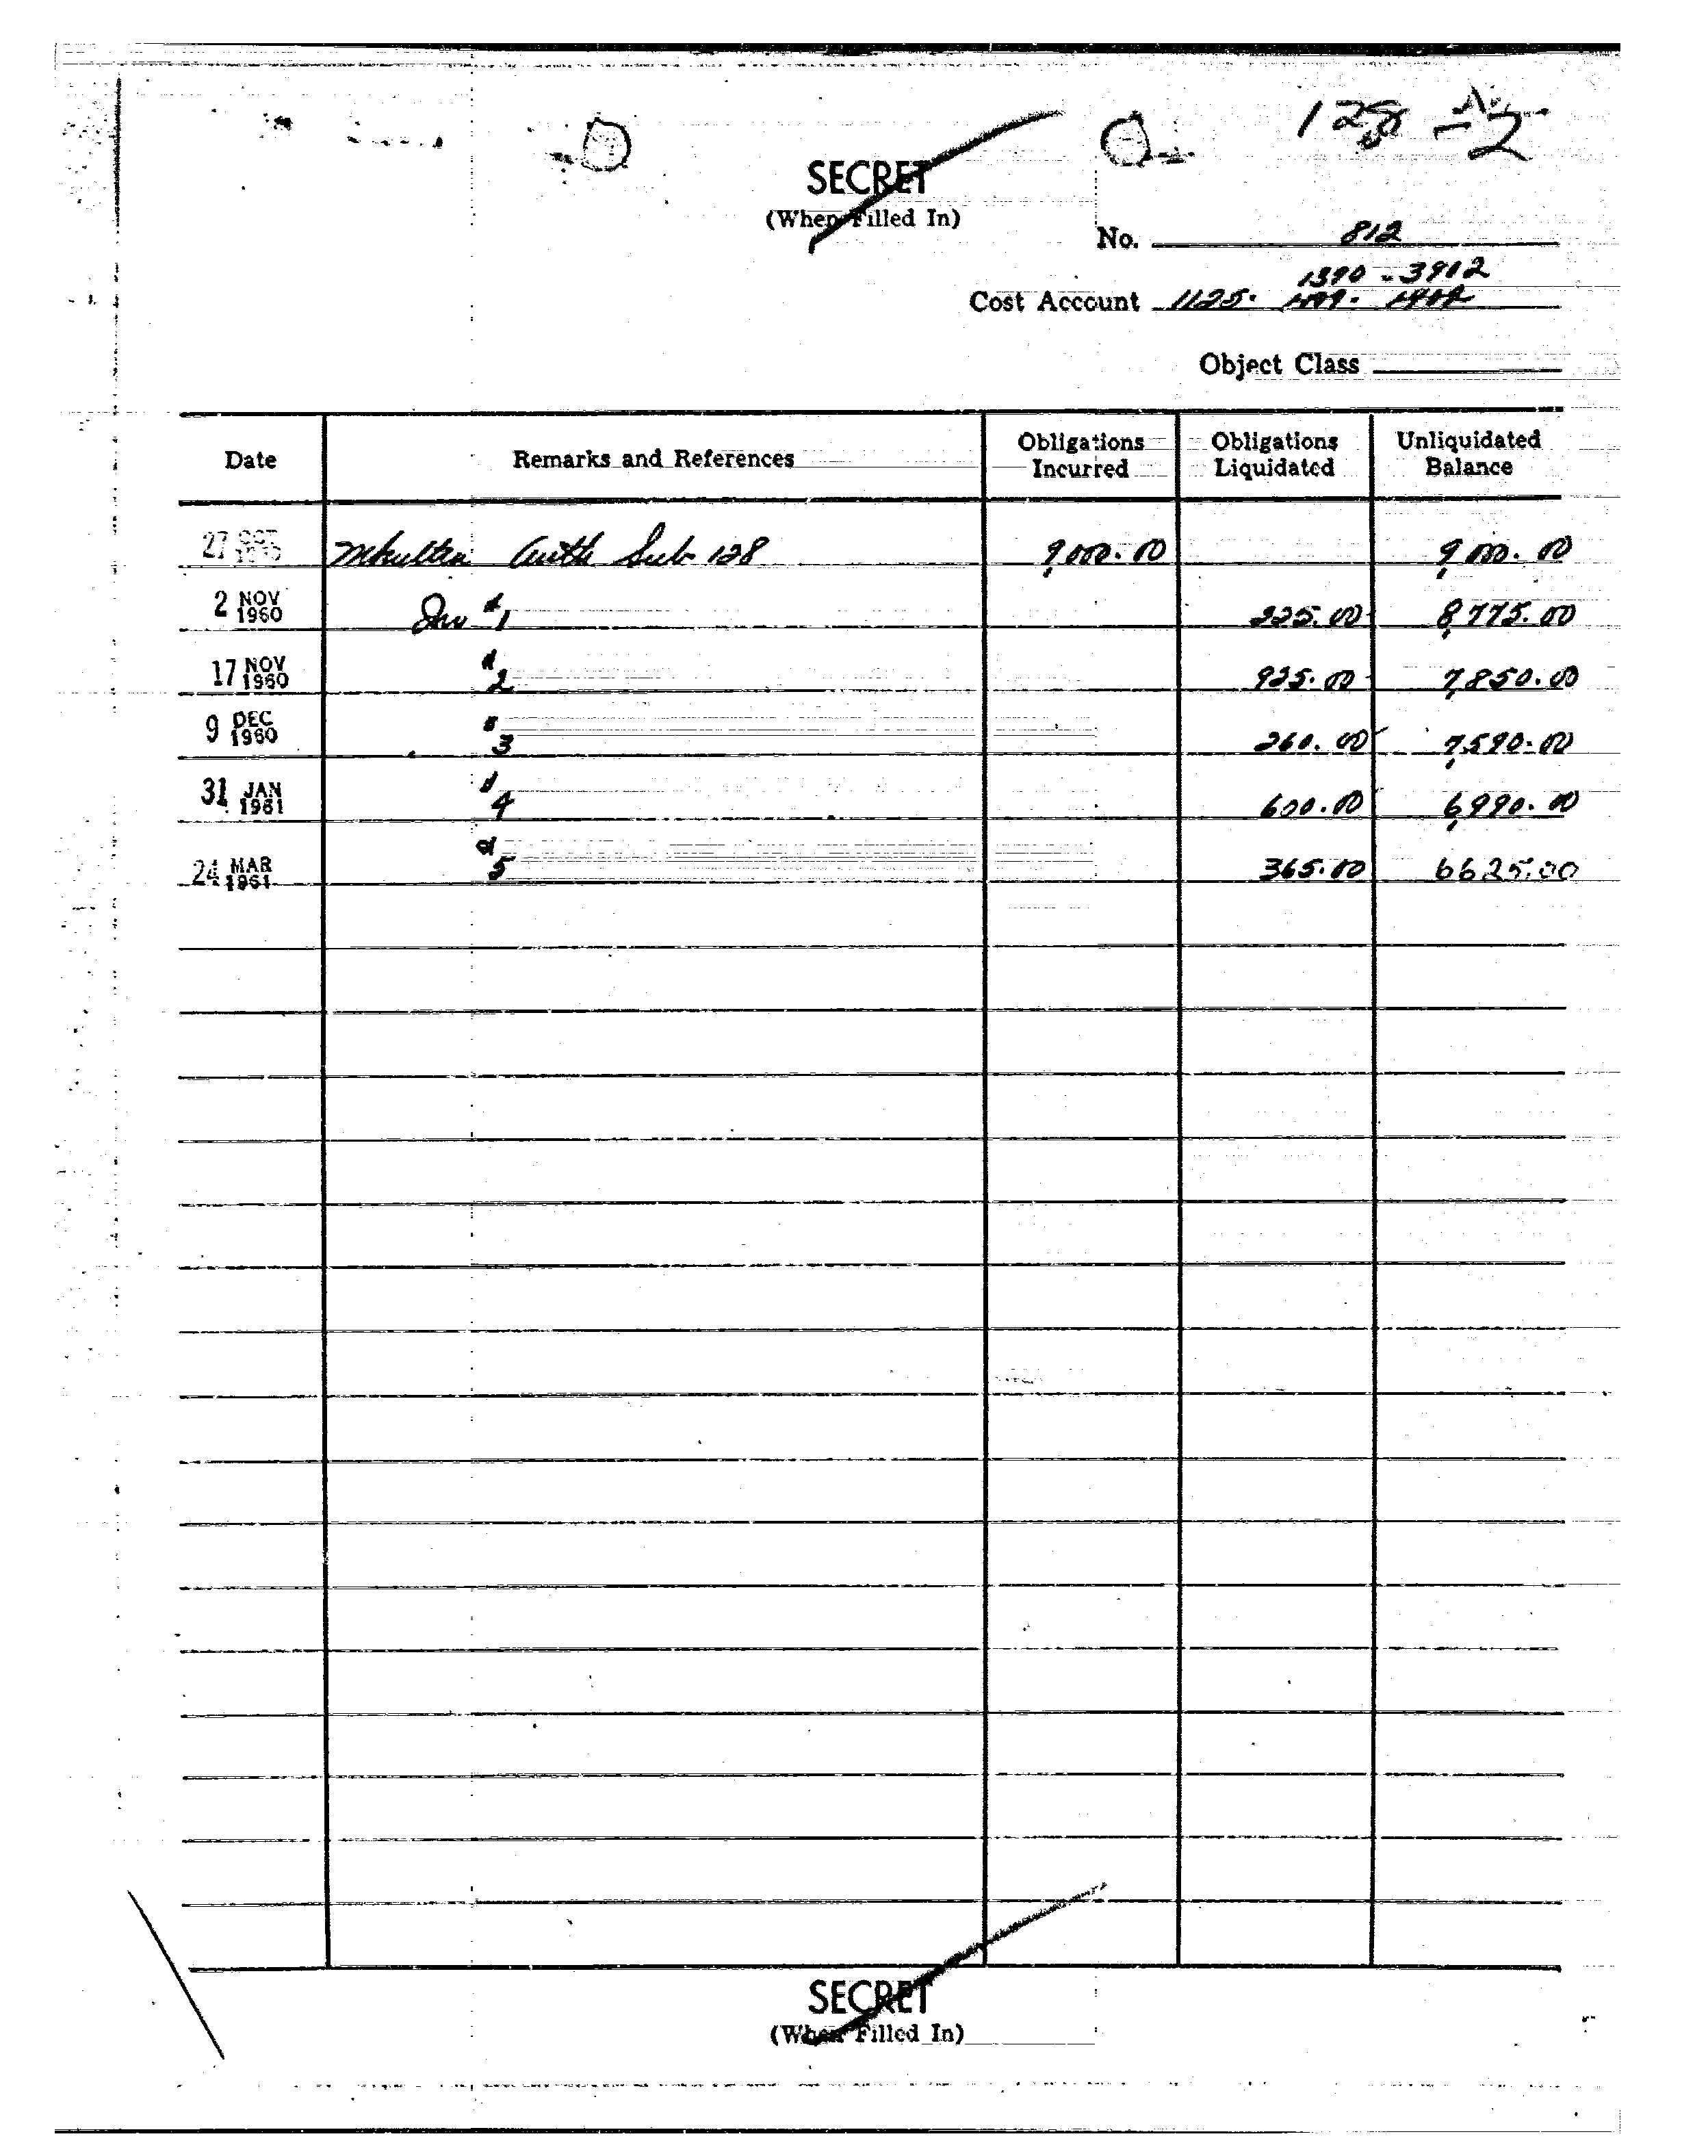 128 -2
SECRET
(When Filled In)
No. 812
1390 - 3902
Cost Account 1125.
Object Class
Date Remarks and References Obligations Incurred Obligations Liquidated Unliquidated Balance
27 OCT 1960 Mkultra Auth Sub 128 9,000.00 9,000.00
2 NOV 1960 Inv #1 225.00 8,775.00
17 NOV 1960 " 2 925.00 7,850.00
9 DEC 1960 " 3 260.00 7,590.00
31 JAN 1961 " 4 600.00 6,990.00
24 MAR 1961 " 5 365.00 6625.00
SECRET
(When Filled In)